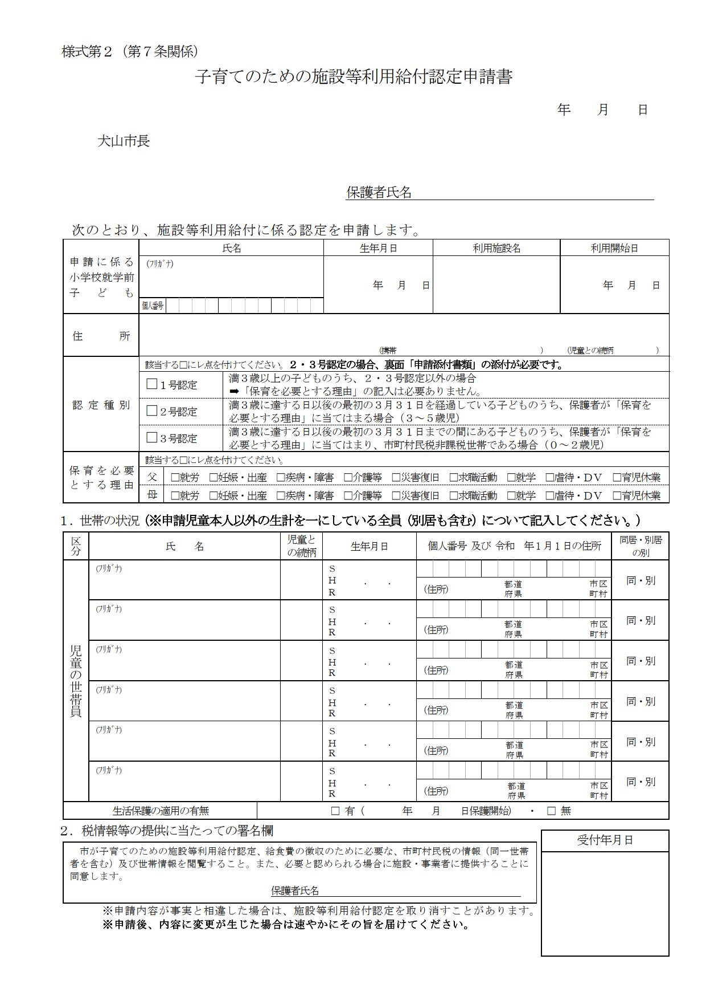 様式第２（第７条関係）
子育てのための施設等利用給付認定申請書
年　月　日
犬山市長
保護者氏名
次のとおり、施設等利用給付に係る認定を申請します。
申請に係る小学校就学前子ども
氏名　生年月日　利用施設名　利用開始日
(ﾌﾘｶﾞﾅ)
年　月　日　年　月　日
個人番号
住　所
（携帯　）　（児童との続柄　）
認定種別
該当する□にレ点を付けてください。２・３号認定の場合、裏面「申請添付書類」の添付が必要です。
□１号認定
満３歳以上の子どものうち、２・３号認定以外の場合
➡「保育を必要とする理由」の記入は必要ありません。
□２号認定
満３歳に達する日以後の最初の３月３１日を経過している子どものうち、保護者が「保育を
必要とする理由」に当てはまる場合（３～５歳児）
□３号認定
満３歳に達する日以後の最初の３月３１日までの間にある子どものうち、保護者が「保育を
必要とする理由」に当てはまり、市町村民税非課税世帯である場合（０～２歳児）
保育を必要とする理由
該当する□にレ点を付けてください。
父　□就労　□妊娠・出産　□疾病・障害　□介護等　□災害復旧　□求職活動　□就学　□虐待・ＤＶ　□育児休業
母　□就労　□妊娠・出産　□疾病・障害　□介護等　□災害復旧　□求職活動　□就学　□虐待・ＤＶ　□育児休業
１．世帯の状況（※申請児童本人以外の生計を一にしている全員（別居も含む）について記入してください。）
区分　氏　名　児童との続柄　生年月日　個人番号 及び 令和　年１月１日の住所　同居・別居の別
児童の世帯員
(ﾌﾘｶﾞﾅ)　Ｓ　Ｈ　Ｒ　．　．　（住所）　都道府県　市区町村　同・別
(ﾌﾘｶﾞﾅ)　Ｓ　Ｈ　Ｒ　．　．　（住所）　都道府県　市区町村　同・別
(ﾌﾘｶﾞﾅ)　Ｓ　Ｈ　Ｒ　．　．　（住所）　都道府県　市区町村　同・別
(ﾌﾘｶﾞﾅ)　Ｓ　Ｈ　Ｒ　．　．　（住所）　都道府県　市区町村　同・別
(ﾌﾘｶﾞﾅ)　Ｓ　Ｈ　Ｒ　．　．　（住所）　都道府県　市区町村　同・別
(ﾌﾘｶﾞﾅ)　Ｓ　Ｈ　Ｒ　．　．　（住所）　都道府県　市区町村　同・別
生活保護の適用の有無　□ 有（　年　月　日保護開始）　・　□ 無
２．税情報等の提供に当たっての署名欄
市が子育てのための施設等利用給付認定、給食費の徴収のために必要な、市町村民税の情報（同一世帯
者を含む）及び世帯情報を閲覧すること。また、必要と認められる場合に施設・事業者に提供することに
同意します。
保護者氏名
※申請内容が事実と相違した場合は、施設等利用給付認定を取り消すことがあります。
※申請後、内容に変更が生じた場合は速やかにその旨を届けてください。
受付年月日